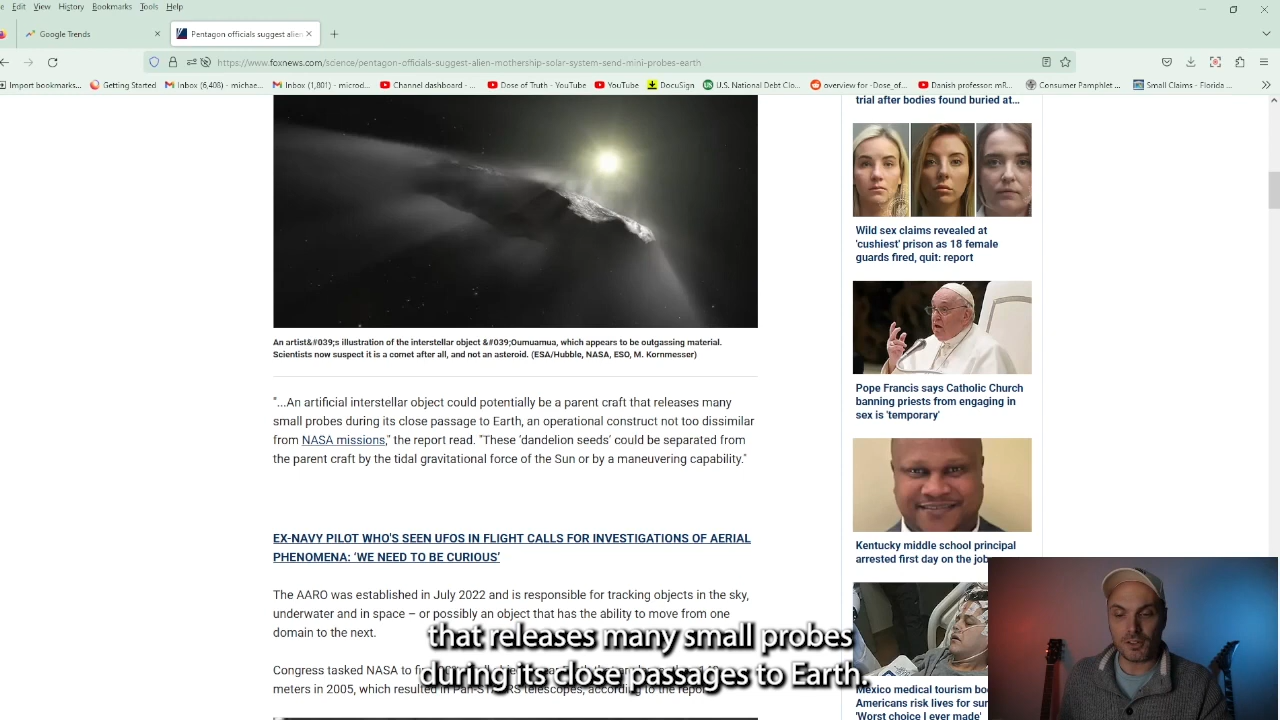 e Edit View History Bookmarks Tools Help
Google Trends
Pentagon officials suggest alien
https://www.foxnews.com/science/pentagon-officials-suggest-alien-mothership-solar-system-send-mini-probes-earth
Getting Started
Inbox (1) - michae...
Inbox (1,801) - mrod...
Channel dashboard - ...
Dose of Truth - YouTube
YouTube
DocuSign
U.S. National Debt Clo...
overview for -Dose_of...
Danish professor: mR...
Consumer Pamphlet ...
Small Claims - Florida ...
trial after bodies found buried at...
Wild sex claims revealed at
'cushiest' prison as 18 female
guards fired, quit: report
An artist&#039;s illustration of the interstellar object &#039;Oumuamua, which appears to be outgassing material.
Scientists now suspect it is a comet after all, and not an asteroid. (ESA/Hubble, NASA, ESO, M. Kornmesser)
Pope Francis says Catholic Church
banning priests from engaging in
sex is 'temporary'
"...An artificial interstellar object could potentially be a parent craft that releases many
small probes during its close passage to Earth, an operational construct not too dissimilar
from NASA missions," the report read. "These 'dandelion seeds' could be separated from
the parent craft by the tidal gravitational force of the Sun or by a maneuvering capability."
EX-NAVY PILOT WHO'S SEEN UFOS IN FLIGHT CALLS FOR INVESTIGATIONS OF AERIAL
PHENOMENA: 'WE NEED TO BE CURIOUS'
Kentucky middle school principal
arrested first day on the job
The AARO was established in July 2022 and is responsible for tracking objects in the sky,
underwater and in space – or possibly an object that has the ability to move from one
domain to the next.
that releases many small probes
during its close passages to Earth.
Congress tasked NASA to
meters in 2005, which resulted in Pan-STARRS telescopes, according to the report
Mexico medical tourism
Americans risk lives for
'Worst choice I ever made'